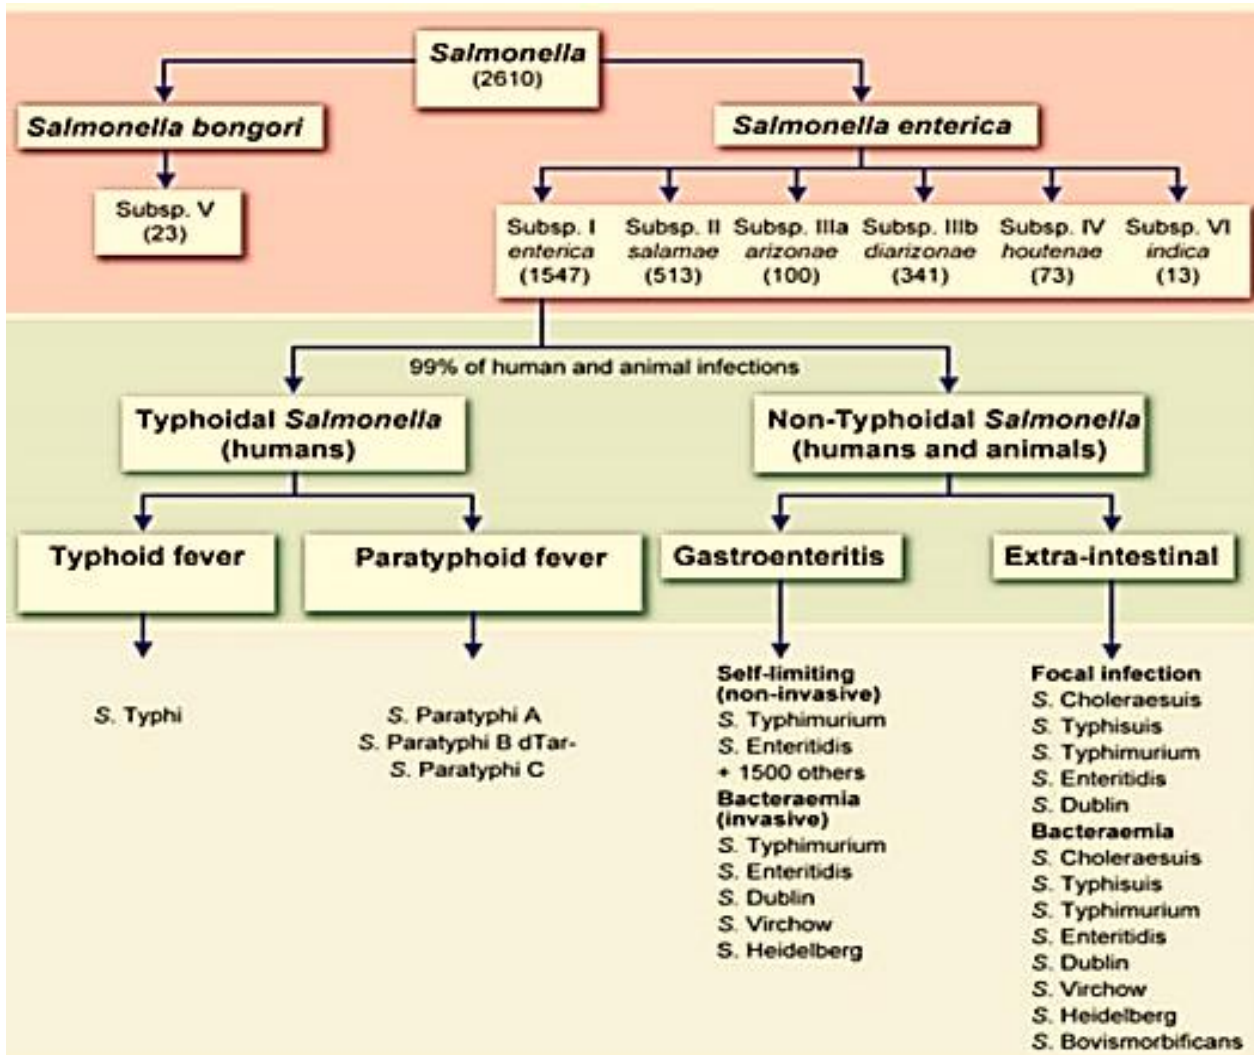 Salmonella
(2610)
Salmonella bongori
Salmonella enterica
Subsp. V
(23)
Subsp. I
enterica
(1547)
Subsp. II
salamae
(513)
Subsp. IIIa
arizonae
(100)
Subsp. IIIb
diarizonae
(341)
Subsp. IV
houtenae
(73)
Subsp. VI
indica
(13)
99% of human and animal infections
Typhoidal Salmonella
(humans)
Non-Typhoidal Salmonella
(humans and animals)
Typhoid fever
Paratyphoid fever
Gastroenteritis
Extra-intestinal
S. Typhi
S. Paratyphi A
S. Paratyphi B dTar-
S. Paratyphi C
Self-limiting
(non-invasive)
S. Typhimurium
S. Enteritidis
+ 1500 others
Bacteraemia
(invasive)
S. Typhimurium
S. Enteritidis
S. Dublin
S. Virchow
S. Heidelberg
Focal infection
S. Choleraesuis
S. Typhisuis
S. Typhimurium
S. Enteritidis
S. Dublin
Bacteraemia
S. Choleraesuis
S. Typhisuis
S. Typhimurium
S. Enteritidis
S. Dublin
S. Virchow
S. Heidelberg
S. Bovismorbificans